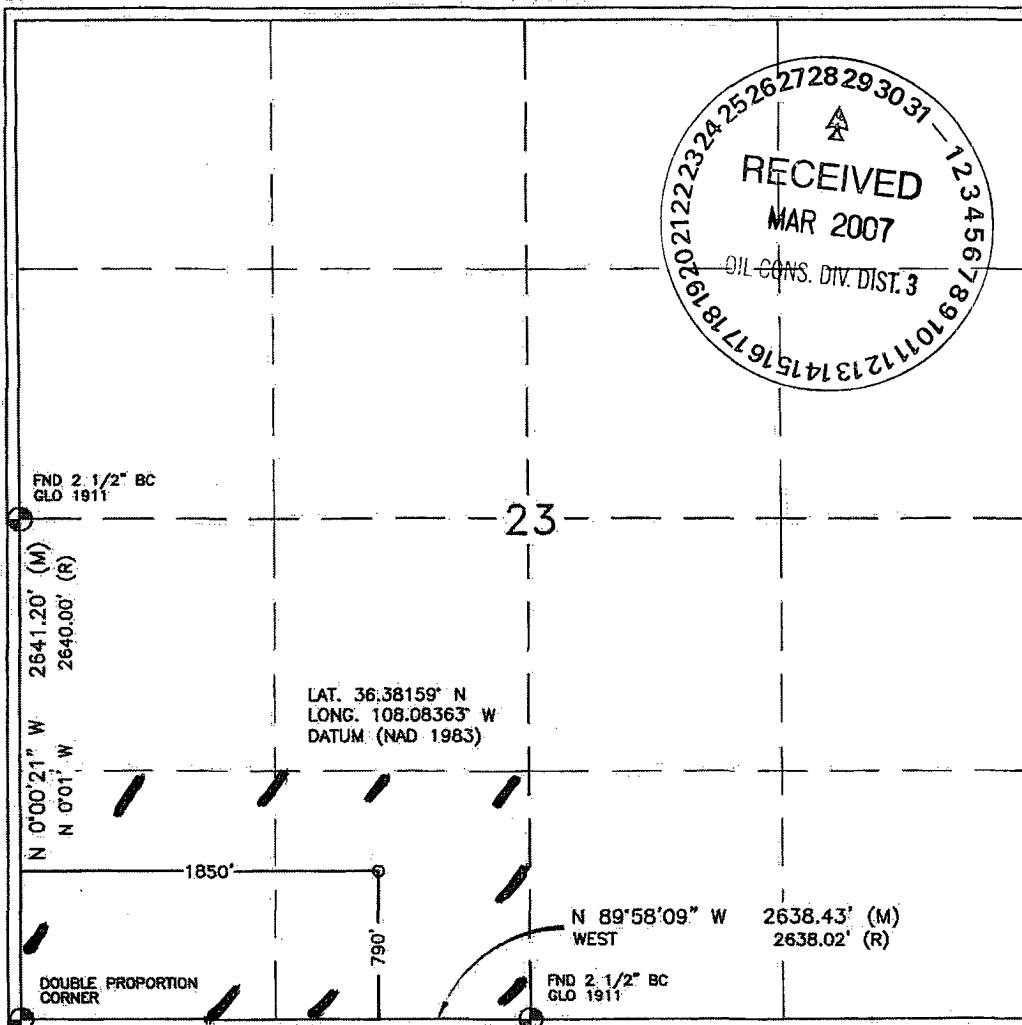 262728293031 - 12345678910111213141516171819202122232425
RECEIVED
MAR 2007
OIL CONS. DIV. DIST. 3
FND 2 1/2" BC
GLO 1911
23
N 0°00'21" W 2641.20' (M)
N 0°01' W 2640.00' (R)
LAT. 36.38159° N
LONG. 108.08363° W
DATUM (NAD 1983)
1850'
790'
N 89°58'09" W 2638.43' (M)
WEST 2638.02' (R)
DOUBLE PROPORTION
CORNER
FND 2 1/2" BC
GLO 1911